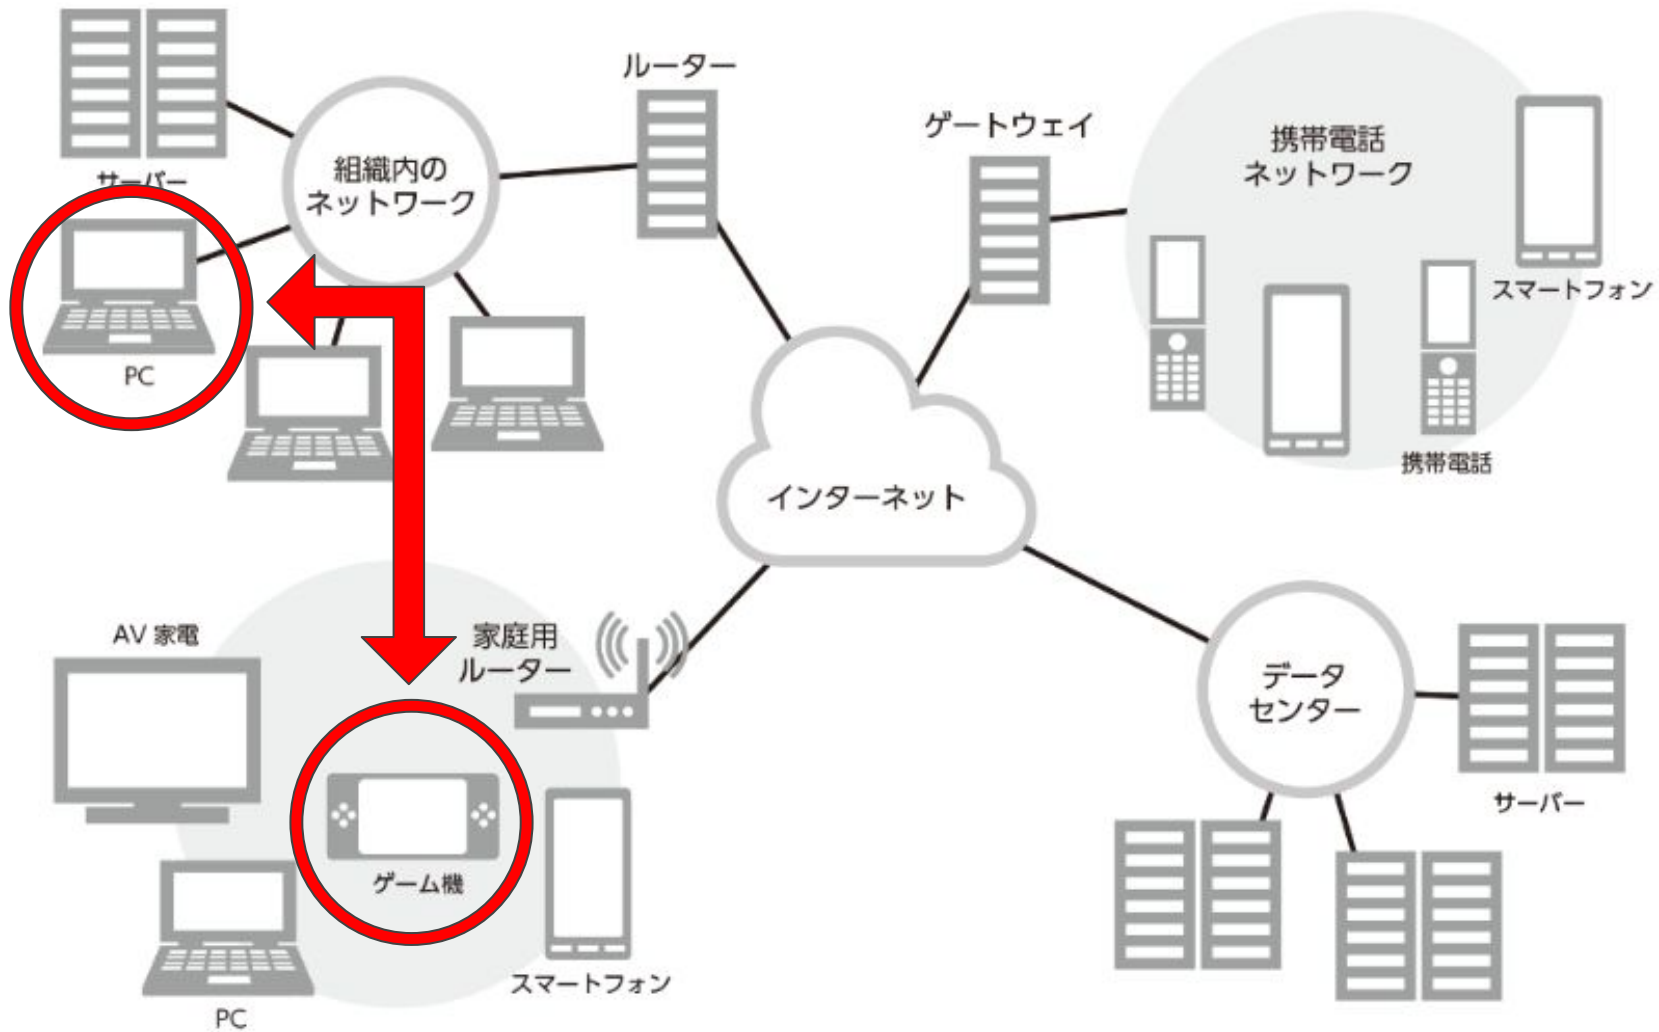 サーバー
組織内の
ネットワーク
PC
ルーター
ゲートウェイ
携帯電話
ネットワーク
スマートフォン
携帯電話
インターネット
AV 家電
家庭用
ルーター
ゲーム機
PC
スマートフォン
データ
センター
サーバー